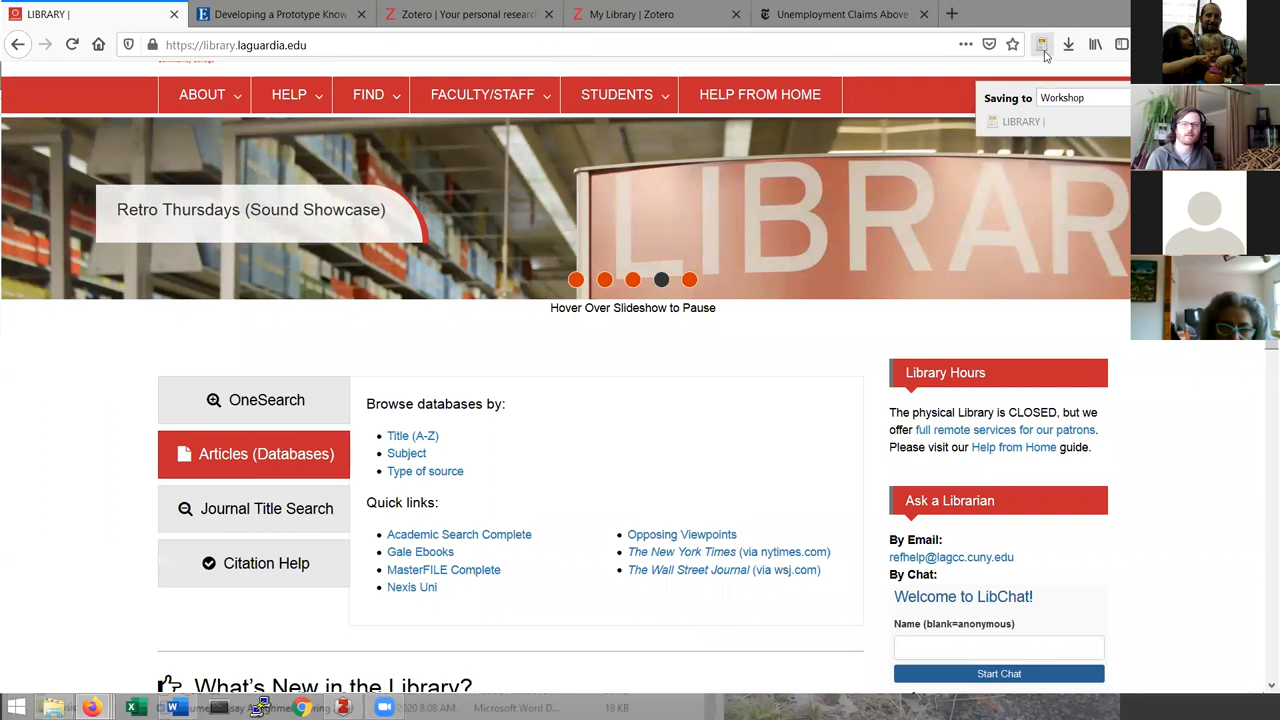 LIBRARY |
Developing a Prototype Know
Zotero | Your personal researc
My Library | Zotero
Unemployment Claims Above
https://library.laguardia.edu
ABOUT
HELP
FIND
FACULTY/STAFF
STUDENTS
HELP FROM HOME
Saving to
Workshop
LIBRARY |
Retro Thursdays (Sound Showcase)
LIBRAR
Hover Over Slideshow to Pause
OneSearch
Articles (Databases)
Journal Title Search
Citation Help
Browse databases by:
Title (A-Z)
Subject
Type of source
Quick links:
Academic Search Complete
Gale Ebooks
MasterFILE Complete
Nexis Uni
Opposing Viewpoints
The New York Times (via nytimes.com)
The Wall Street Journal (via wsj.com)
Library Hours
The physical Library is CLOSED, but we
offer full remote services for our patrons.
Please visit our Help from Home guide.
Ask a Librarian
By Email:
refhelp@lagcc.cuny.edu
By Chat:
Welcome to LibChat!
Name (blank=anonymous)
Start Chat
What's New in the Library?
2020 8:08 AM
Microsoft Word D...
19 KB